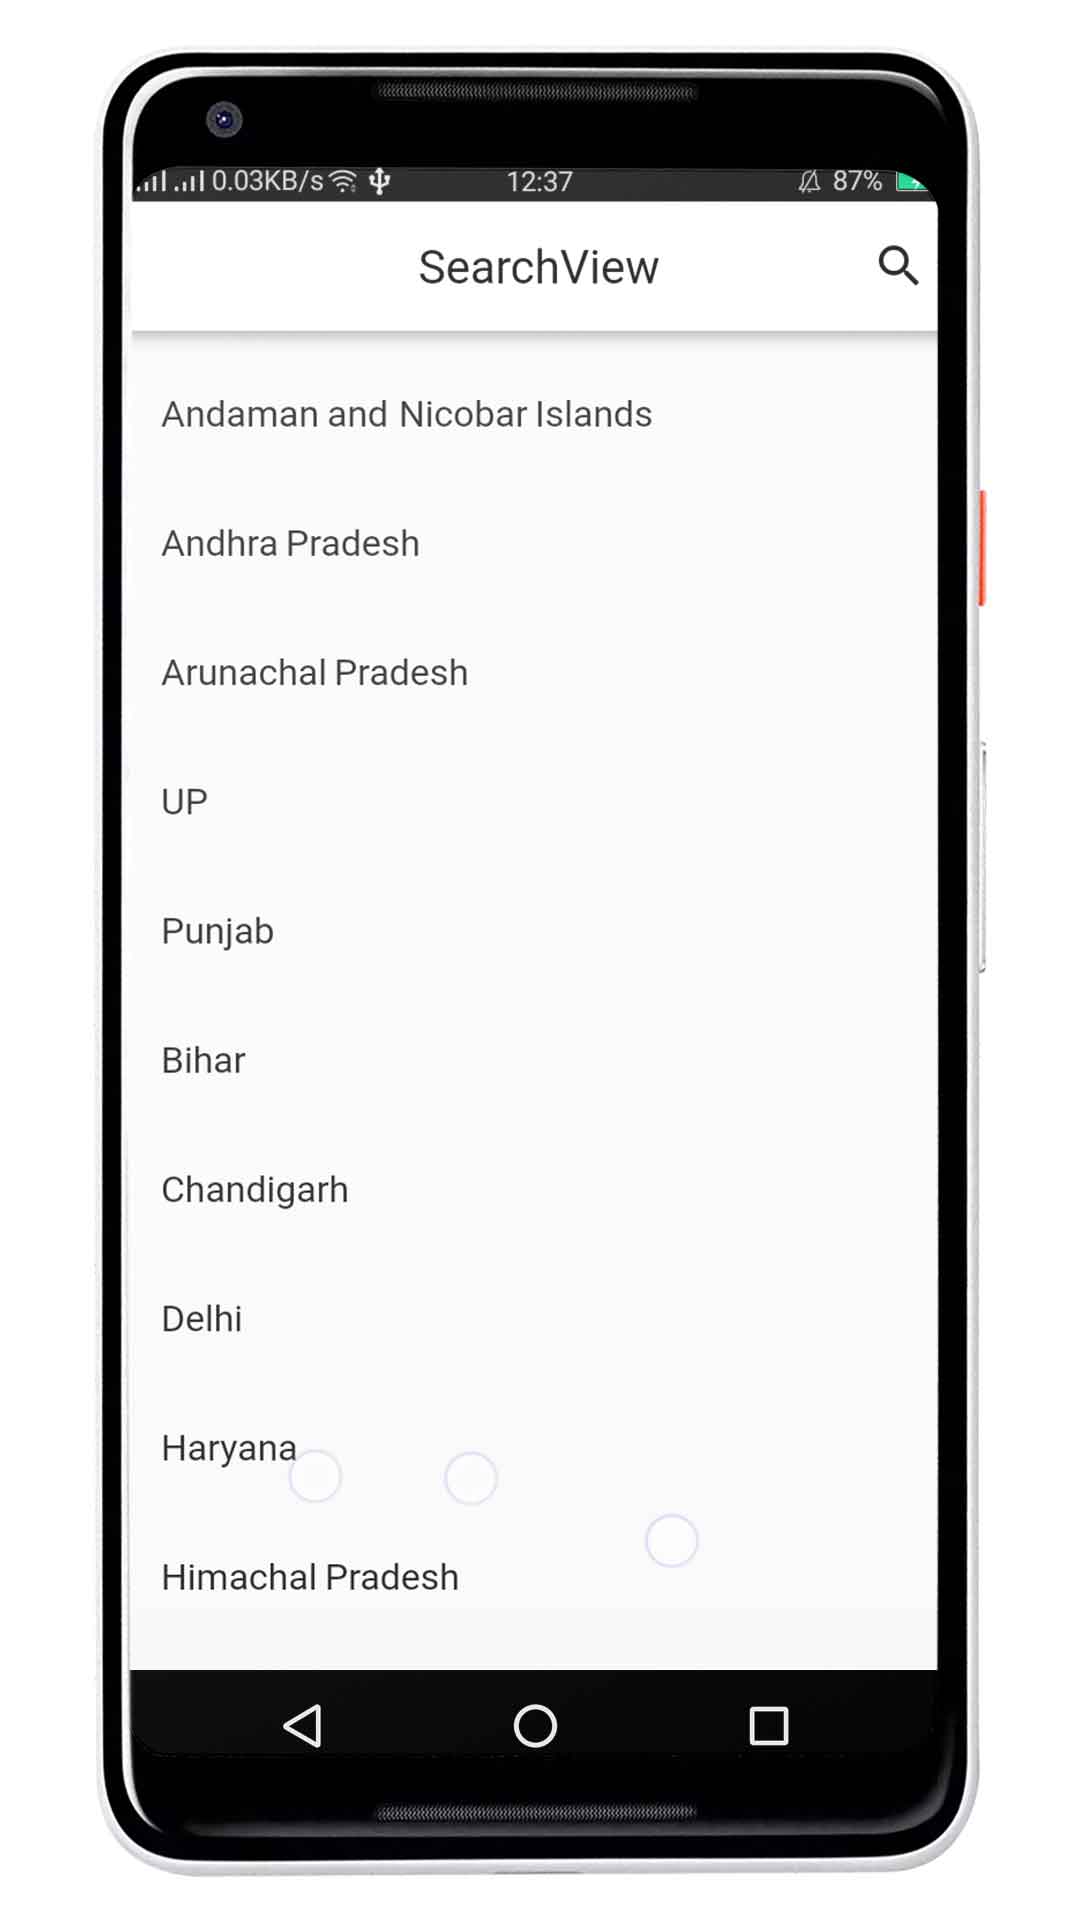 0.03KB/s 12:37 87%
SearchView
Andaman and Nicobar Islands
Andhra Pradesh
Arunachal Pradesh
UP
Punjab
Bihar
Chandigarh
Delhi
Haryana
Himachal Pradesh